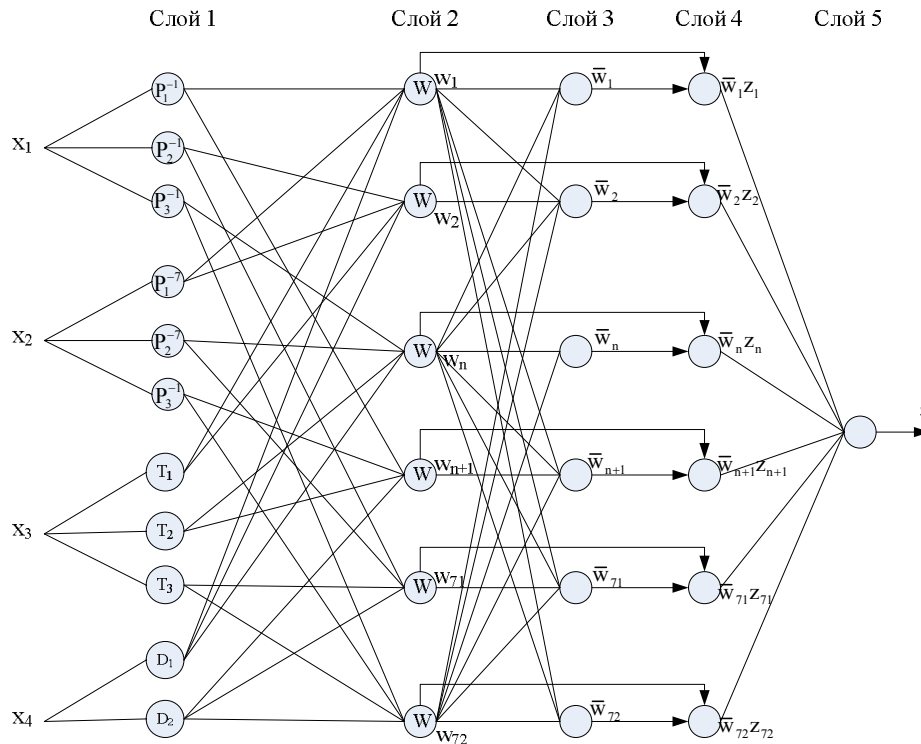 Слой 1 Слой 2 Слой 3 Слой 4 Слой 5
P₁⁻¹ W w₁ w̅₁ w̅₁z₁
x₁ P₂⁻¹
P₃⁻¹ W w₂ w̅₂ w̅₂z₂
P₁⁻⁷
x₂ P₂⁻⁷ W wₙ w̅ₙ w̅ₙzₙ
P₃⁻¹
T₁ W wₙ₊₁ w̅ₙ₊₁ w̅ₙ₊₁zₙ₊₁
x₃ T₂
T₃ W w₇₁ w̅₇₁ w̅₇₁z₇₁
D₁
x₄ D₂ W w₇₂ w̅₇₂ w̅₇₂z₇₂